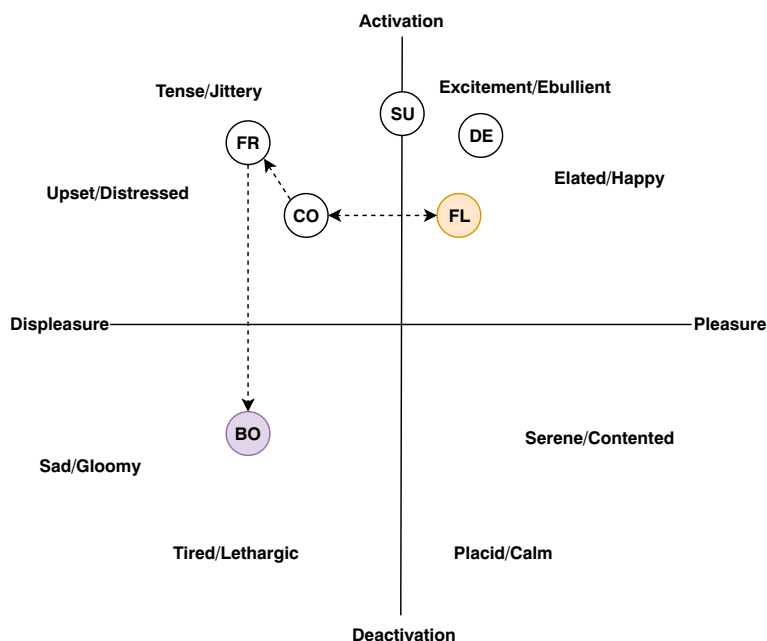 Activation
Excitement/Ebullient
Tense/Jittery
SU
DE
FR
Elated/Happy
Upset/Distressed
CO
FL
Displeasure
Pleasure
BO
Serene/Contented
Sad/Gloomy
Tired/Lethargic
Placid/Calm
Deactivation